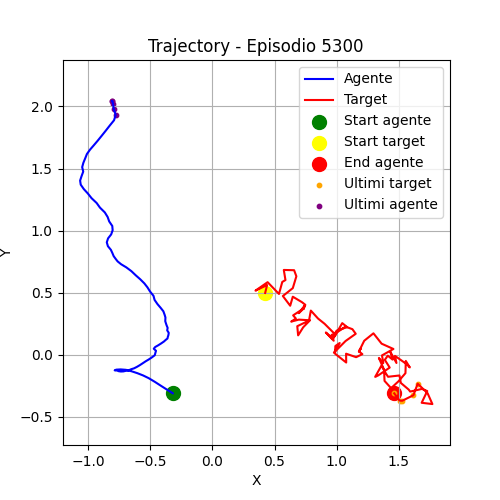 Trajectory - Episodio 5300
Agente
Target
Start agente
Start target
End agente
Ultimi target
Ultimi agente
Y
2.0
1.5
1.0
0.5
0.0
−0.5
−1.0 −0.5 0.0 0.5 1.0 1.5
X